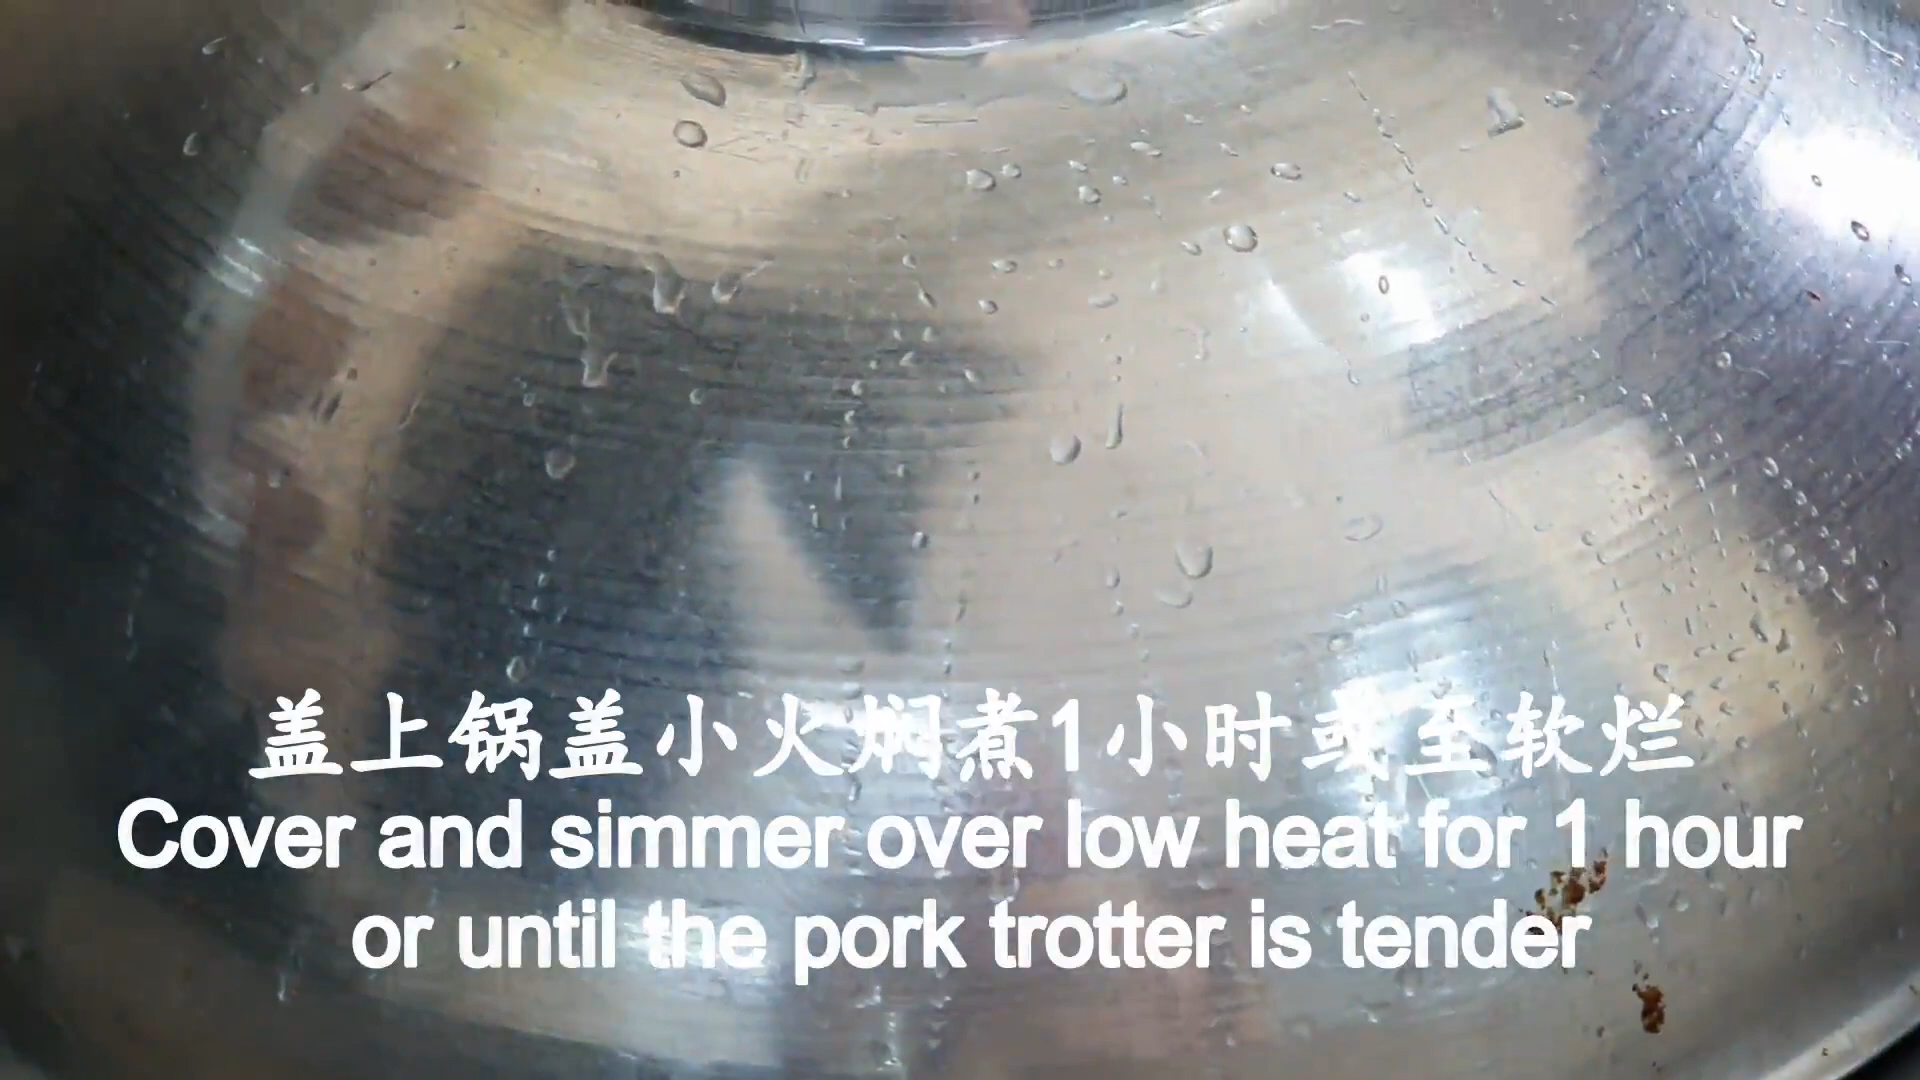 盖上锅盖小火焖煮1小时或至软烂
Cover and simmer over low heat for 1 hour
or until the pork trotter is tender